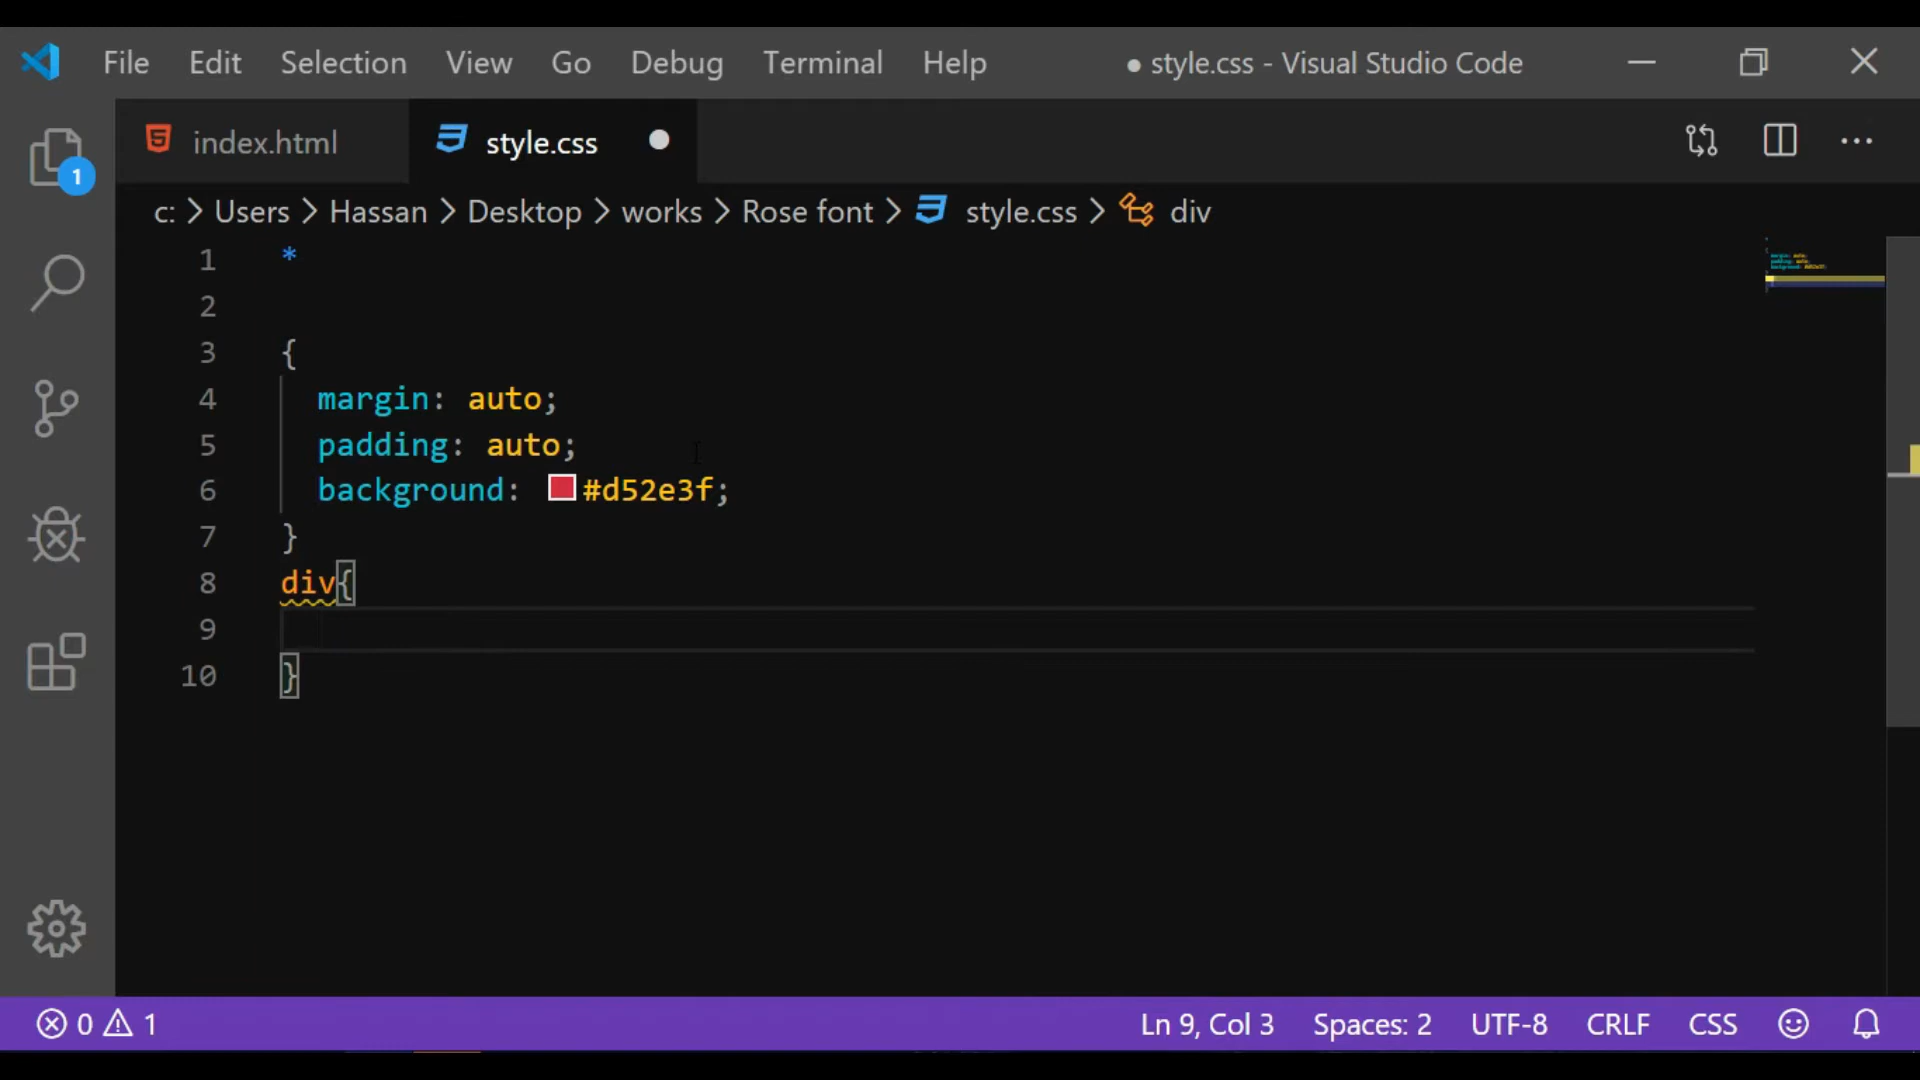 File Edit Selection View Go Debug Terminal Help ● style.css - Visual Studio Code
index.html style.css
1
c: > Users > Hassan > Desktop > works > Rose font > style.css > div
1 *
2
3 {
4 margin: auto;
5 padding: auto;
6 background: #d52e3f;
7 }
8 div{
9
10 }
0 1 Ln 9, Col 3 Spaces: 2 UTF-8 CRLF CSS